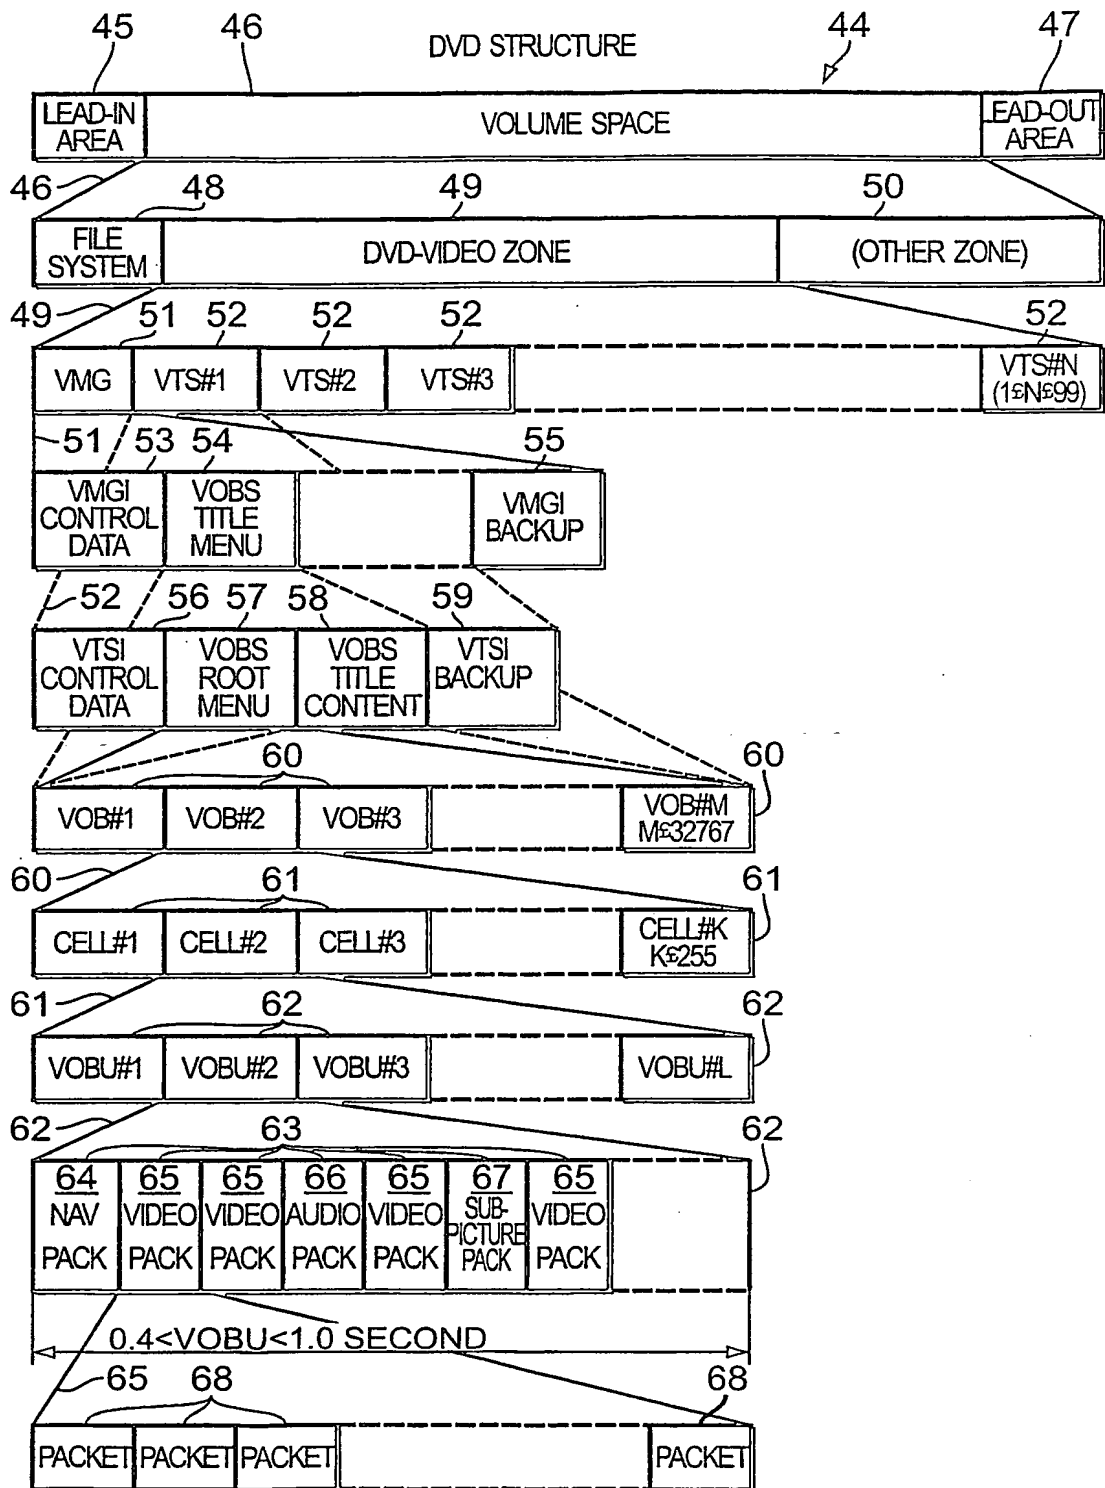 45 46 DVD STRUCTURE 44 47
LEAD-IN AREA VOLUME SPACE LEAD-OUT AREA
46 48 49 50
FILE SYSTEM DVD-VIDEO ZONE (OTHER ZONE)
49 51 52 52 52 52
VMG VTS#1 VTS#2 VTS#3 VTS#N (1£N£99)
51 53 54 55
VMGI CONTROL DATA VOBS TITLE MENU VMGI BACKUP
52 56 57 58 59
VTSI CONTROL DATA VOBS ROOT MENU VOBS TITLE CONTENT VTSI BACKUP
60 60
VOB#1 VOB#2 VOB#3 VOB#M M£32767
60 61 61
CELL#1 CELL#2 CELL#3 CELL#K K£255
61 62 62
VOBU#1 VOBU#2 VOBU#3 VOBU#L
62 63 62
64 NAV PACK 65 VIDEO PACK 65 VIDEO PACK 66 AUDIO PACK 65 VIDEO PACK 67 SUB-PICTURE PACK 65 VIDEO PACK
0.4<VOBU<1.0 SECOND
65 68 68
PACKET PACKET PACKET PACKET